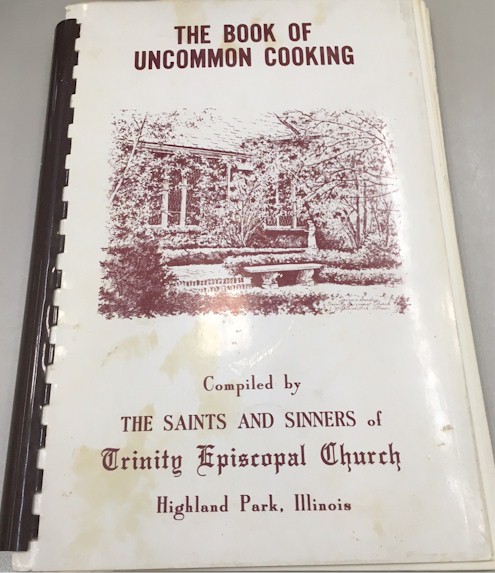 THE BOOK OF
UNCOMMON COOKING
Compiled by
THE SAINTS AND SINNERS of
Trinity Episcopal Church
Highland Park, Illinois